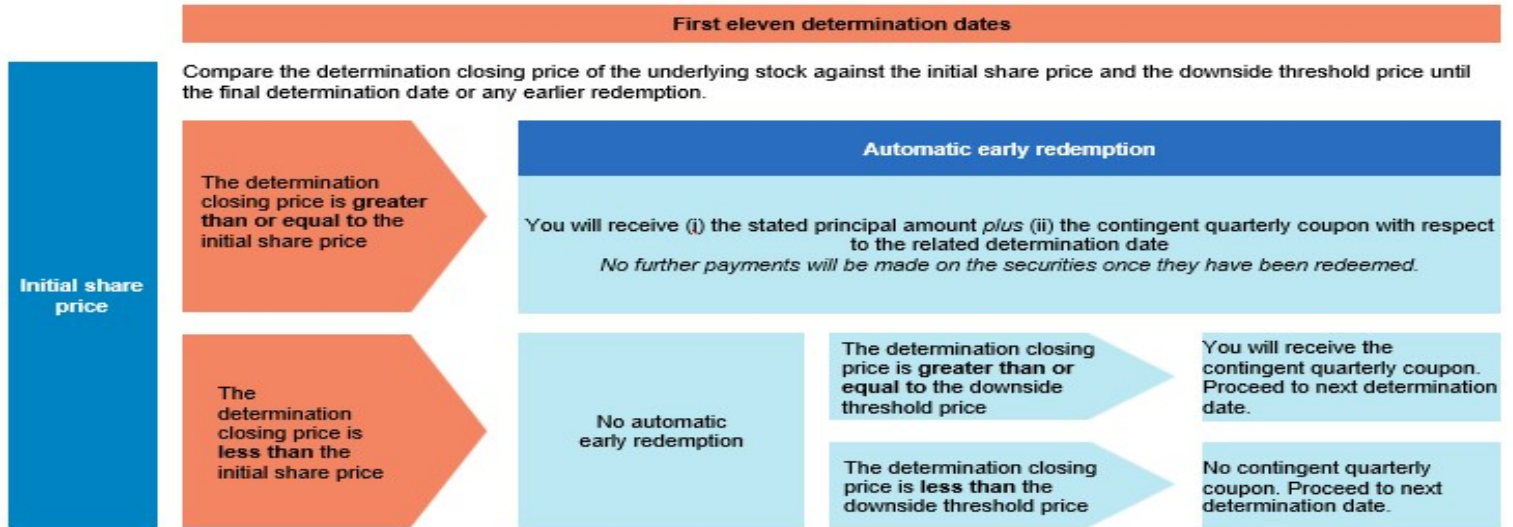 First eleven determination dates
Compare the determination closing price of the underlying stock against the initial share price and the downside threshold price until
the final determination date or any earlier redemption.
Initial share
price
The determination
closing price is greater
than or equal to the
initial share price
Automatic early redemption
You will receive (i) the stated principal amount plus (ii) the contingent quarterly coupon with respect
to the related determination date
No further payments will be made on the securities once they have been redeemed.
The
determination
closing price is
less than the
initial share price
No automatic
early redemption
The determination closing
price is greater than or
equal to the downside
threshold price
You will receive the
contingent quarterly coupon.
Proceed to next determination
date.
The determination closing
price is less than the
downside threshold price
No contingent quarterly
coupon. Proceed to next
determination date.